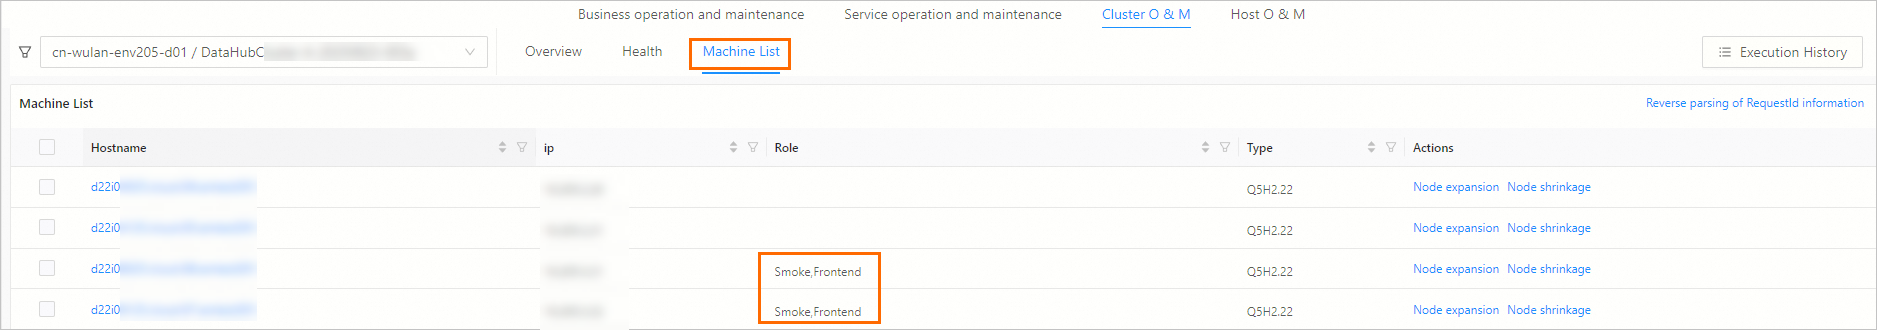 Business operation and maintenance Service operation and maintenance Cluster O & M Host O & M
cn-wulan-env205-d01 / DataHubC Overview Health Machine List Execution History
Machine List Reverse parsing of RequestId information
Hostname ip Role Type Actions
d22i0 Q5H2.22 Node expansion Node shrinkage
d22i0 Q5H2.22 Node expansion Node shrinkage
d22i0 Smoke,Frontend Q5H2.22 Node expansion Node shrinkage
d22i0 Smoke,Frontend Q5H2.22 Node expansion Node shrinkage